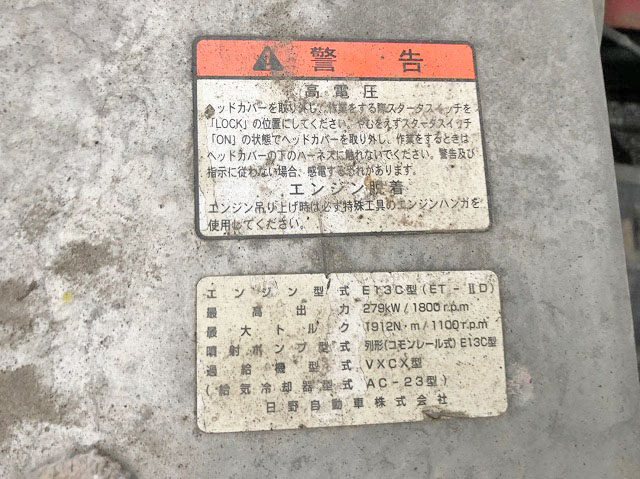 警告
高電圧
ヘッドカバーを取り外し、作業をする際スタータスイッチを
「LOCK」の位置にしてください。やむをえずスタータスイッチ
「ON」の状態でヘッドカバーを取り外し、作業をするときは
ヘッドカバーの下のハーネスに触れないでください。警告及び
指示に従わない場合、感電する恐れがあります。
エンジン脱着
エンジン吊り上げ時は必ず特殊工具のエンジンハンガを
使用してください。
エンジン型式 E13C型(ET-ⅡD)
最高出力 279kW/1800r.p.m
最大トルク 1912N・m/1100r.p.m
噴射ポンプ型式 列形(コモンレール式)E13C型
過給機型式 VXCX型
(給気冷却器型式 AC-23型)
日野自動車株式会社